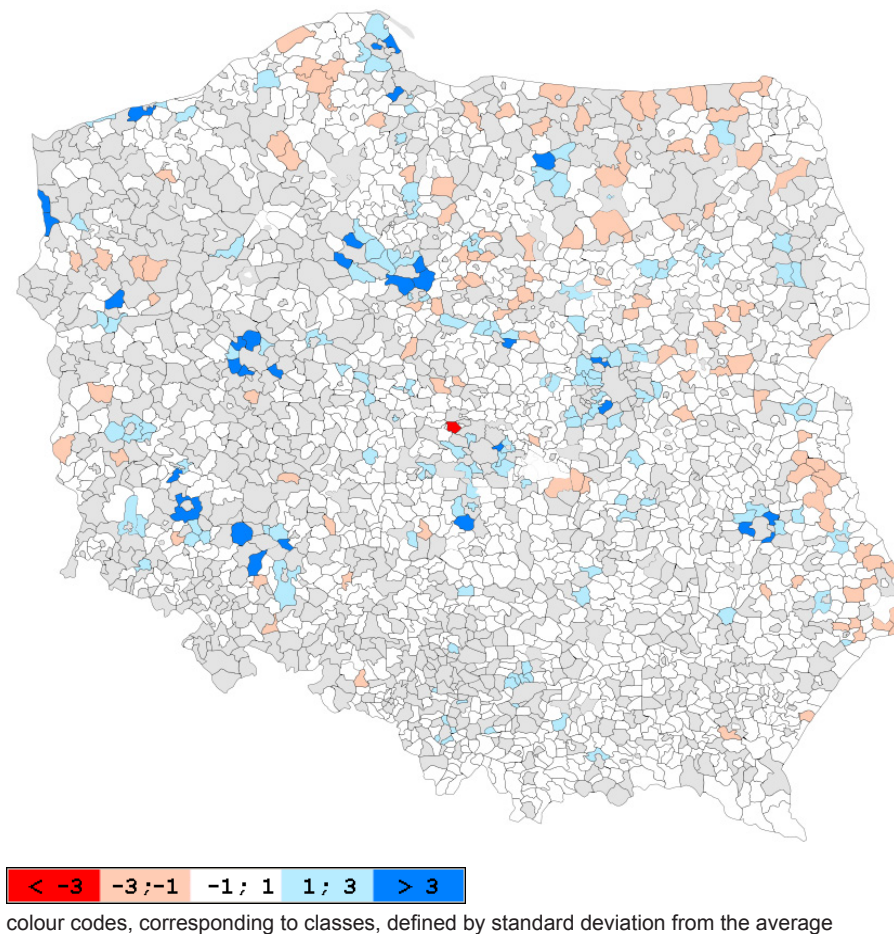 < -3 -3;-1 -1; 1 1; 3 > 3
colour codes, corresponding to classes, defined by standard deviation from the average